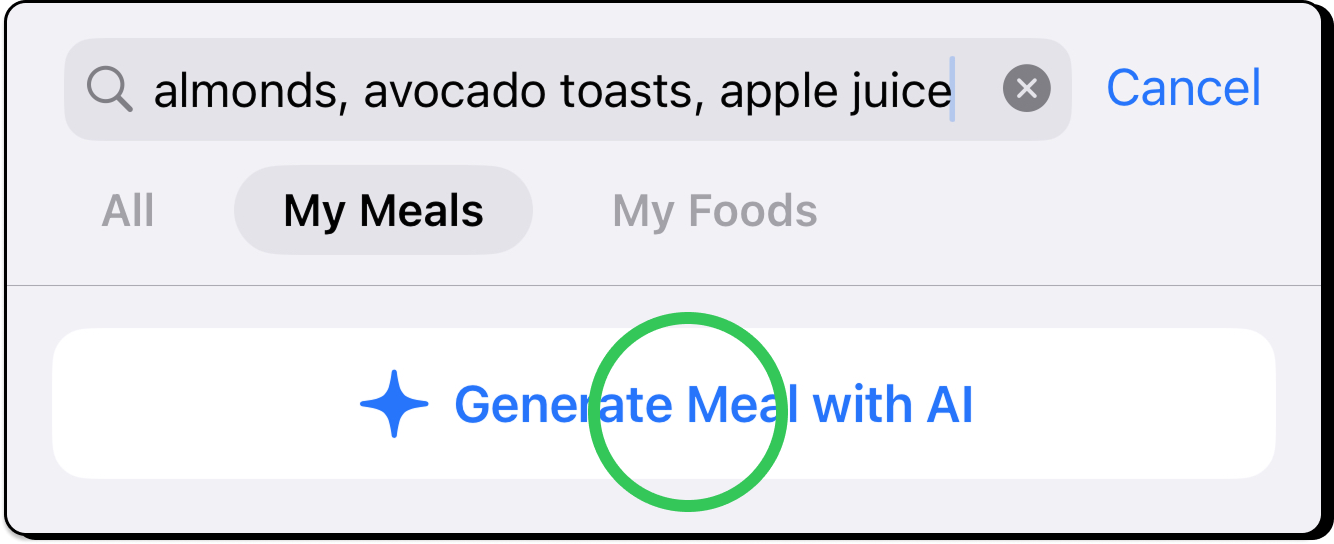 almonds, avocado toasts, apple juice Cancel
All My Meals My Foods
Generate Meal with AI